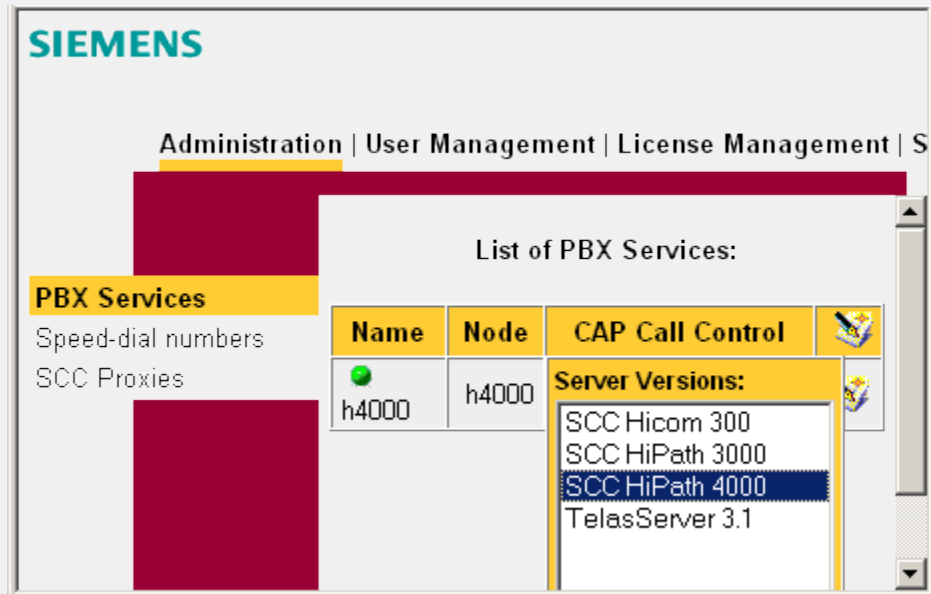 SIEMENS
Administration | User Management | License Management | S
List of PBX Services:
PBX Services
Speed-dial numbers
SCC Proxies
Name Node CAP Call Control
h4000 h4000
Server Versions:
SCC Hicom 300
SCC HiPath 3000
SCC HiPath 4000
TelasServer 3.1